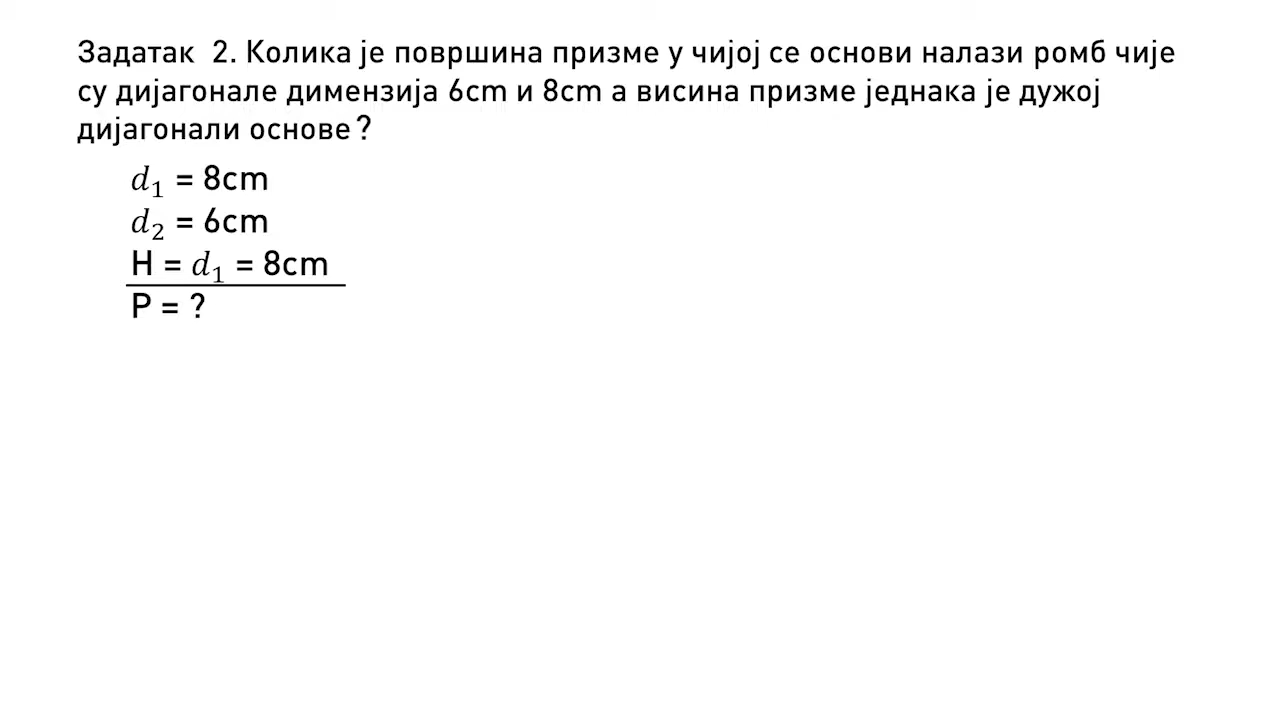 Задатак 2. Колика је површина призме у чијој се основи налази ромб чије
су дијагонале димензија 6cm и 8cm а висина призме једнака је дужој
дијагонали основе?
𝑑₁ = 8cm
𝑑₂ = 6cm
H = 𝑑₁ = 8cm
P = ?